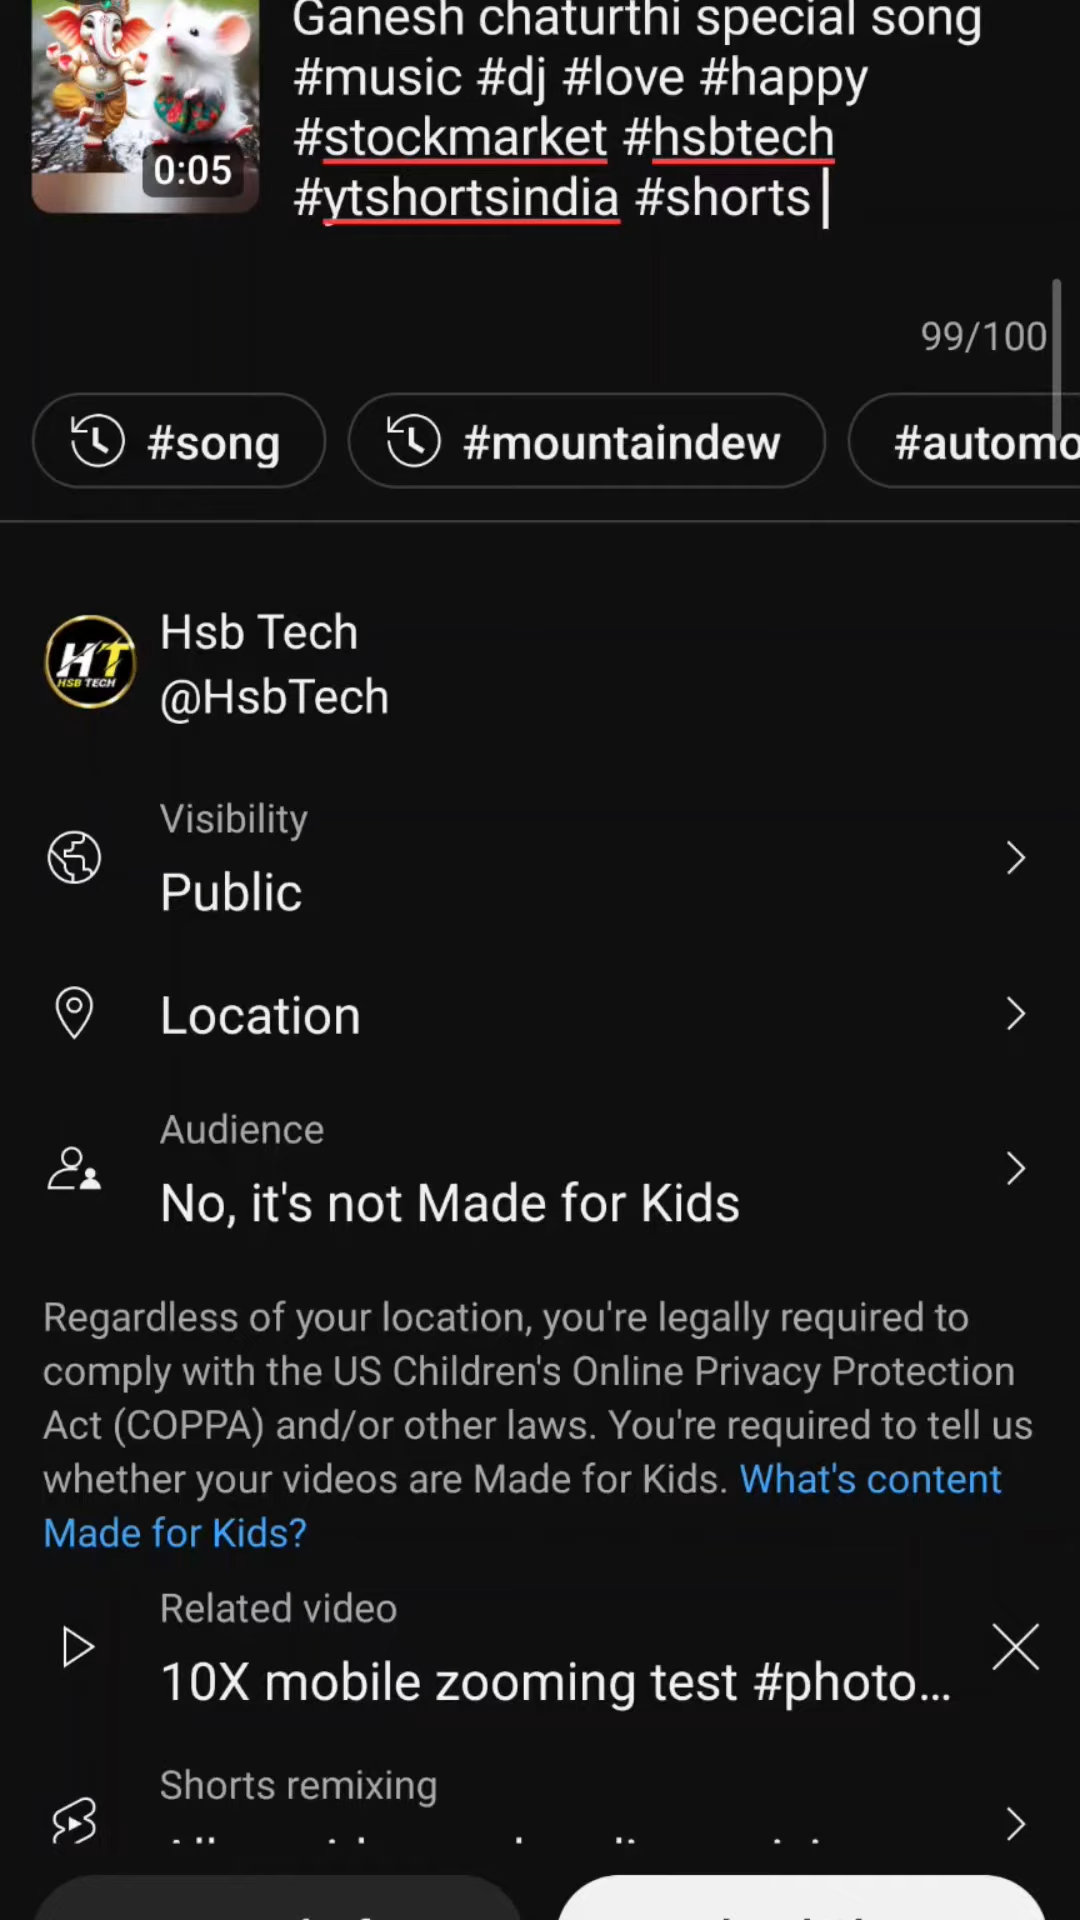 Ganesh chaturthi special song
#music #dj #love #happy
#stockmarket #hsbtech
#ytshortsindia #shorts
0:05
99/100
#song
#mountaindew
#automo
HT
HSB TECH
Hsb Tech
@HsbTech
Visibility
Public
Location
Audience
No, it's not Made for Kids
Regardless of your location, you're legally required to
comply with the US Children's Online Privacy Protection
Act (COPPA) and/or other laws. You're required to tell us
whether your videos are Made for Kids. What's content
Made for Kids?
Related video
10X mobile zooming test #photo...
Shorts remixing